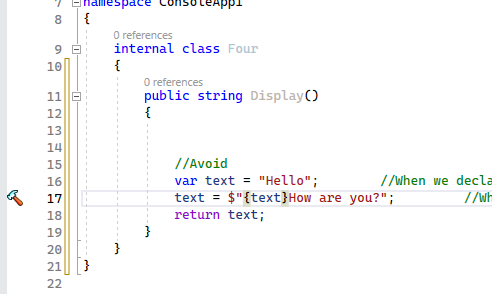 7 namespace ConsoleApp1
8 {
0 references
9 internal class Four
10 {
0 references
11 public string Display()
12 {
13
14
15 //Avoid
16 var text = "Hello"; //When we decla
17 text = $"{text}How are you?"; //Wh
18 return text;
19 }
20 }
21 }
22